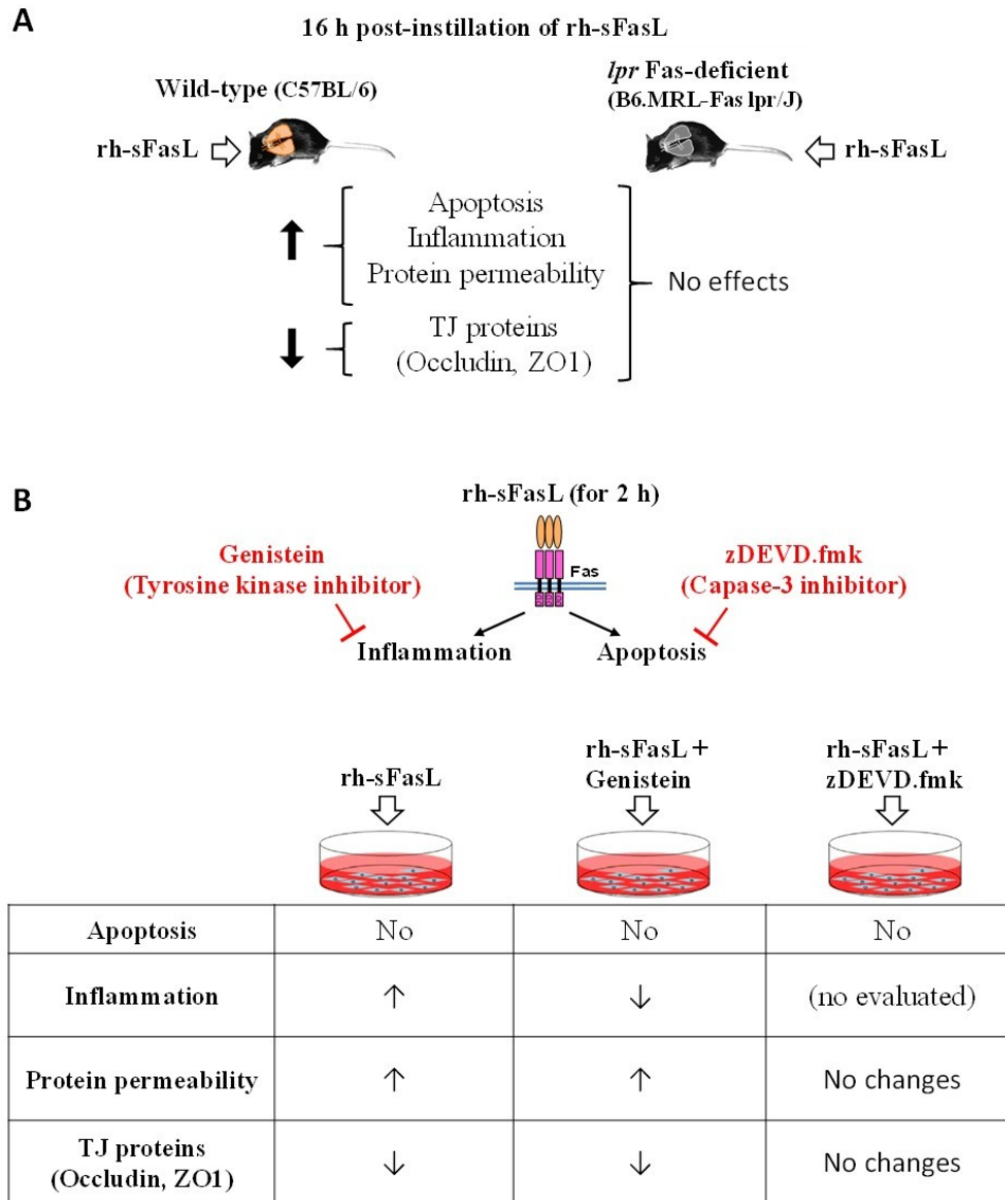 A
16 h post-instillation of rh-sFasL
Wild-type (C57BL/6)
lpr Fas-deficient
(B6.MRL-Fas lpr/J)
rh-sFasL
rh-sFasL
Apoptosis
Inflammation
Protein permeability
No effects
TJ proteins
(Occludin, ZO1)
B
rh-sFasL (for 2 h)
Genistein
(Tyrosine kinase inhibitor)
zDEVD.fmk
(Capase-3 inhibitor)
Fas
Inflammation
Apoptosis
rh-sFasL
rh-sFasL +
Genistein
rh-sFasL +
zDEVD.fmk
Apoptosis No No No
Inflammation ↑ ↓ (no evaluated)
Protein permeability ↑ ↑ No changes
TJ proteins
(Occludin, ZO1) ↓ ↓ No changes